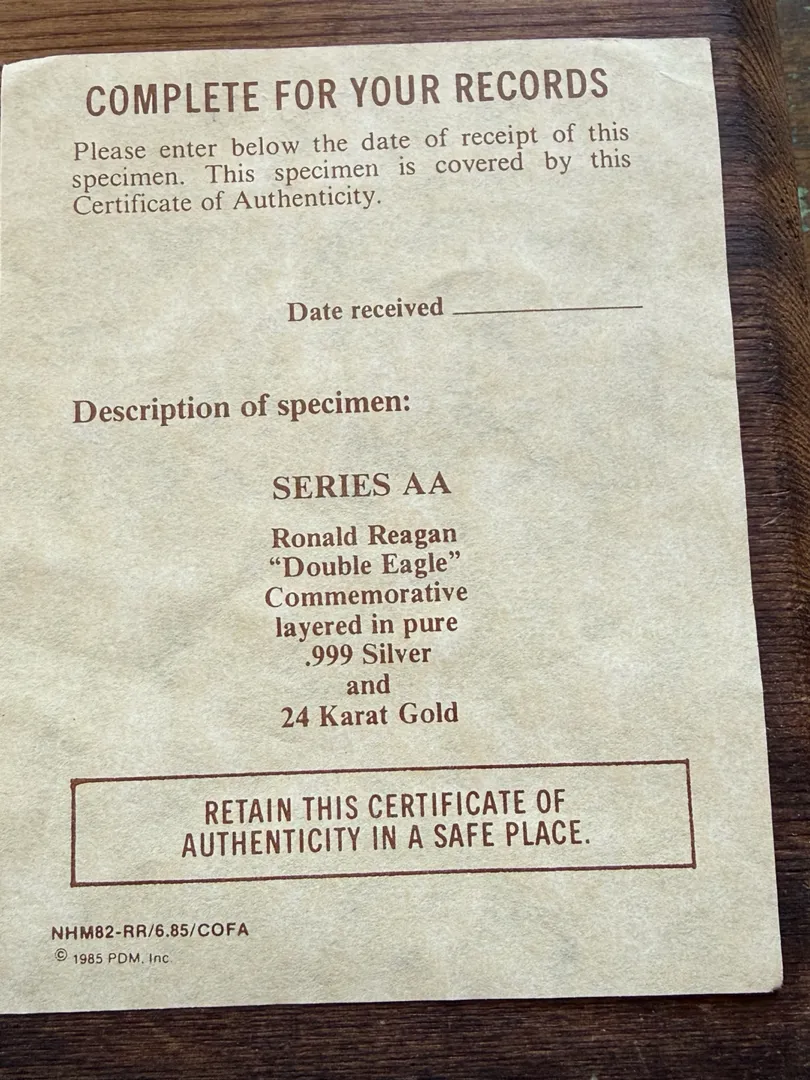 COMPLETE FOR YOUR RECORDS
Please enter below the date of receipt of this
specimen. This specimen is covered by this
Certificate of Authenticity.
Date received
Description of specimen:
SERIES AA
Ronald Reagan
“Double Eagle”
Commemorative
layered in pure
.999 Silver
and
24 Karat Gold
RETAIN THIS CERTIFICATE OF
AUTHENTICITY IN A SAFE PLACE.
NHM82-RR/6.85/COFA
© 1985 PDM, Inc